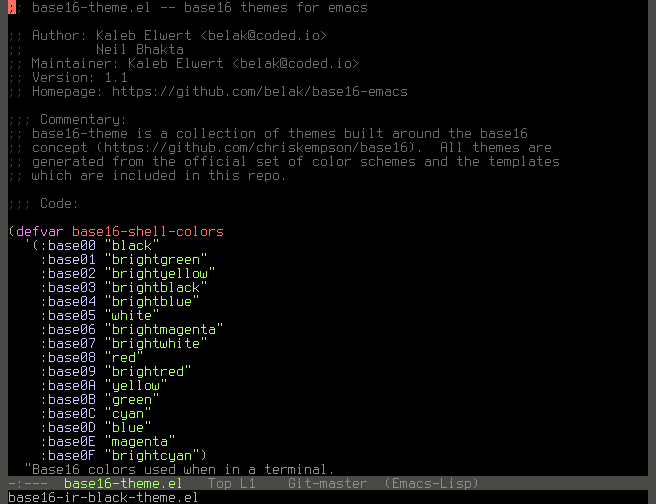 ;; base16-theme.el -- base16 themes for emacs
;; Author: Kaleb Elwert <belak@coded.io>
;;         Neil Bhakta
;; Maintainer: Kaleb Elwert <belak@coded.io>
;; Version: 1.1
;; Homepage: https://github.com/belak/base16-emacs
;;; Commentary:
;; base16-theme is a collection of themes built around the base16
;; concept (https://github.com/chriskempson/base16).  All themes are
;; generated from the official set of color schemes and the templates
;; which are included in this repo.
;;; Code:
(defvar base16-shell-colors
  '(:base00 "black"
    :base01 "brightgreen"
    :base02 "brightyellow"
    :base03 "brightblack"
    :base04 "brightblue"
    :base05 "white"
    :base06 "brightmagenta"
    :base07 "brightwhite"
    :base08 "red"
    :base09 "brightred"
    :base0A "yellow"
    :base0B "green"
    :base0C "cyan"
    :base0D "blue"
    :base0E "magenta"
    :base0F "brightcyan")
  "Base16 colors used when in a terminal.
-:---  base16-theme.el   Top L1    Git-master  (Emacs-Lisp)
base16-ir-black-theme.el